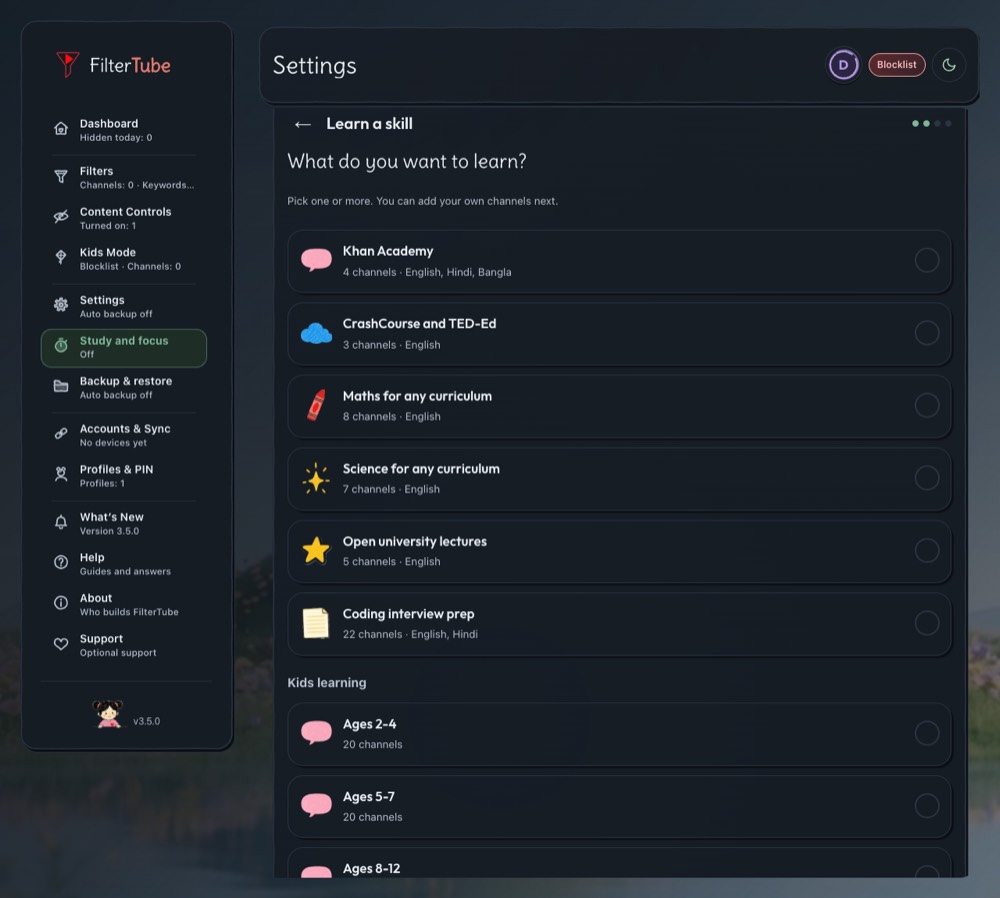 FilterTube
Dashboard
Hidden today: 0
Filters
Channels: 0 · Keywords...
Content Controls
Turned on: 1
Kids Mode
Blocklist · Channels: 0
Settings
Auto backup off
Study and focus
Off
Backup & restore
Auto backup off
Accounts & Sync
No devices yet
Profiles & PIN
Profiles: 1
What's New
Version 3.5.0
Help
Guides and answers
About
Who builds FilterTube
Support
Optional support
v3.5.0
Settings
D
Blocklist
← Learn a skill
What do you want to learn?
Pick one or more. You can add your own channels next.
Khan Academy
4 channels · English, Hindi, Bangla
CrashCourse and TED-Ed
3 channels · English
Maths for any curriculum
8 channels · English
Science for any curriculum
7 channels · English
Open university lectures
5 channels · English
Coding interview prep
22 channels · English, Hindi
Kids learning
Ages 2-4
20 channels
Ages 5-7
20 channels
Ages 8-12